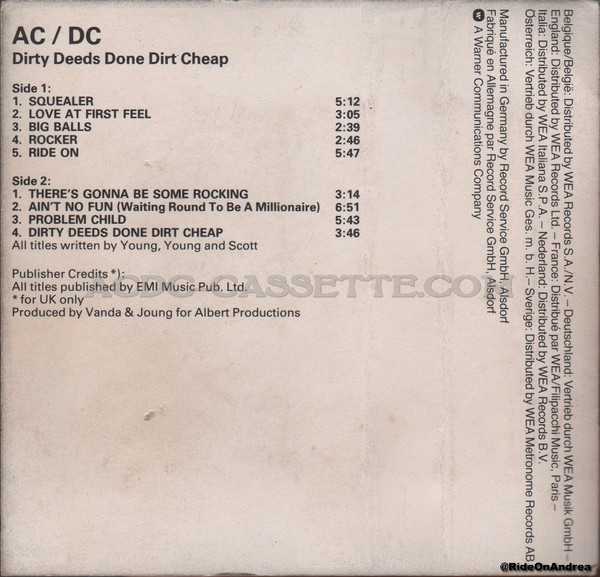 AC / DC
Dirty Deeds Done Dirt Cheap
Side 1:
1. SQUEALER 5:12
2. LOVE AT FIRST FEEL 3:05
3. BIG BALLS 2:39
4. ROCKER 2:46
5. RIDE ON 5:47
Side 2:
1. THERE'S GONNA BE SOME ROCKING 3:14
2. AIN'T NO FUN (Waiting Round To Be A Millionaire) 6:51
3. PROBLEM CHILD 5:43
4. DIRTY DEEDS DONE DIRT CHEAP 3:46
All titles written by Young, Young and Scott
Publisher Credits *):
All titles published by EMI Music Pub. Ltd.
* for UK only
Produced by Vanda & Joung for Albert Productions
ACDC-CASSETTE.COM
Manufactured in Germany by Record Service GmbH, Alsdorf
Fabriqué en Allemagne par Record Service GmbH, Alsdorf
A Warner Communications Company
Belgique/België: Distributed by WEA Records S.A./N.V. – Deutschland: Vertrieb durch WEA Musik GmbH –
England: Distributed by WEA Records Ltd. – France: Distribué par WEA/Filipacchi Music, Paris –
Italia: Distributed by WEA Italiana S.P.A. – Nederland: Distributed by WEA Records B.V.
Österreich: Vertrieb durch WEA Music Ges. m. b. H. – Sverige: Distributed by WEA Metronome Records AB
@RideOnAndrea